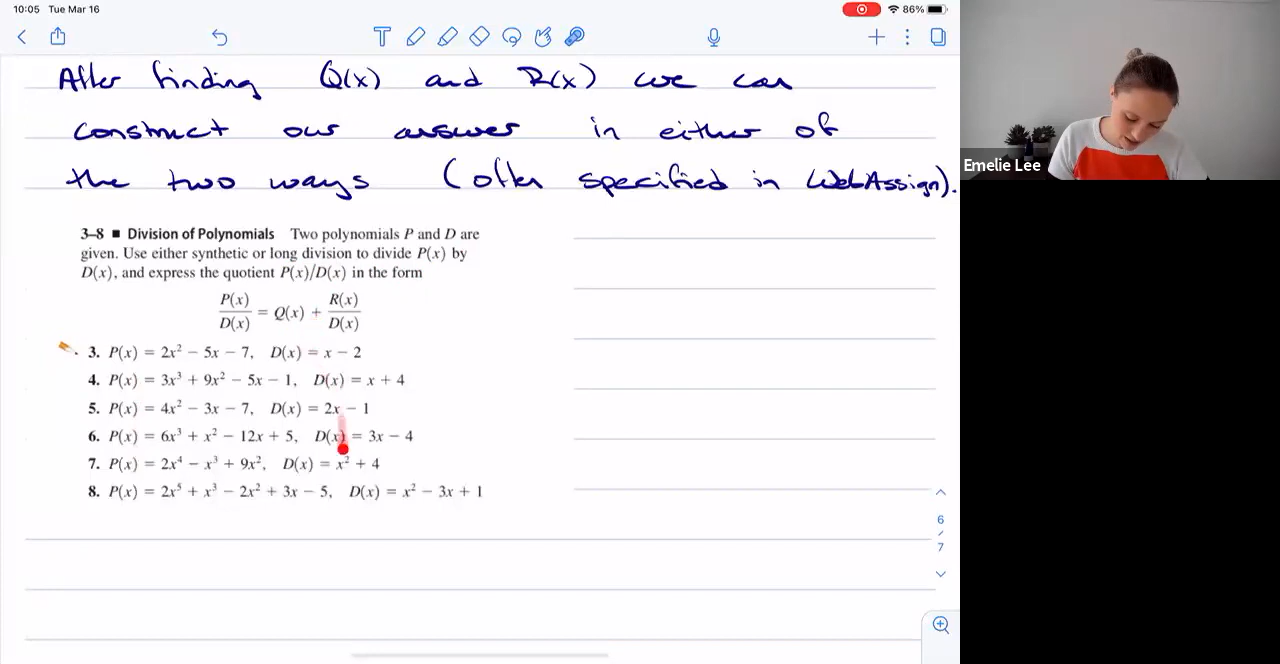 10:05 Tue Mar 16
86%
After finding Q(x) and R(x) we can
construct our answer in either of
the two ways (often specified in WebAssign).
Emelie Lee
3–8 ■ Division of Polynomials Two polynomials P and D are
given. Use either synthetic or long division to divide P(x) by
D(x), and express the quotient P(x)/D(x) in the form
P(x)/D(x) = Q(x) + R(x)/D(x)
3. P(x) = 2x² − 5x − 7, D(x) = x − 2
4. P(x) = 3x³ + 9x² − 5x − 1, D(x) = x + 4
5. P(x) = 4x² − 3x − 7, D(x) = 2x − 1
6. P(x) = 6x³ + x² − 12x + 5, D(x) = 3x − 4
7. P(x) = 2x⁴ − x³ + 9x², D(x) = x² + 4
8. P(x) = 2x⁵ + x³ − 2x² + 3x − 5, D(x) = x² − 3x + 1
6
/
7